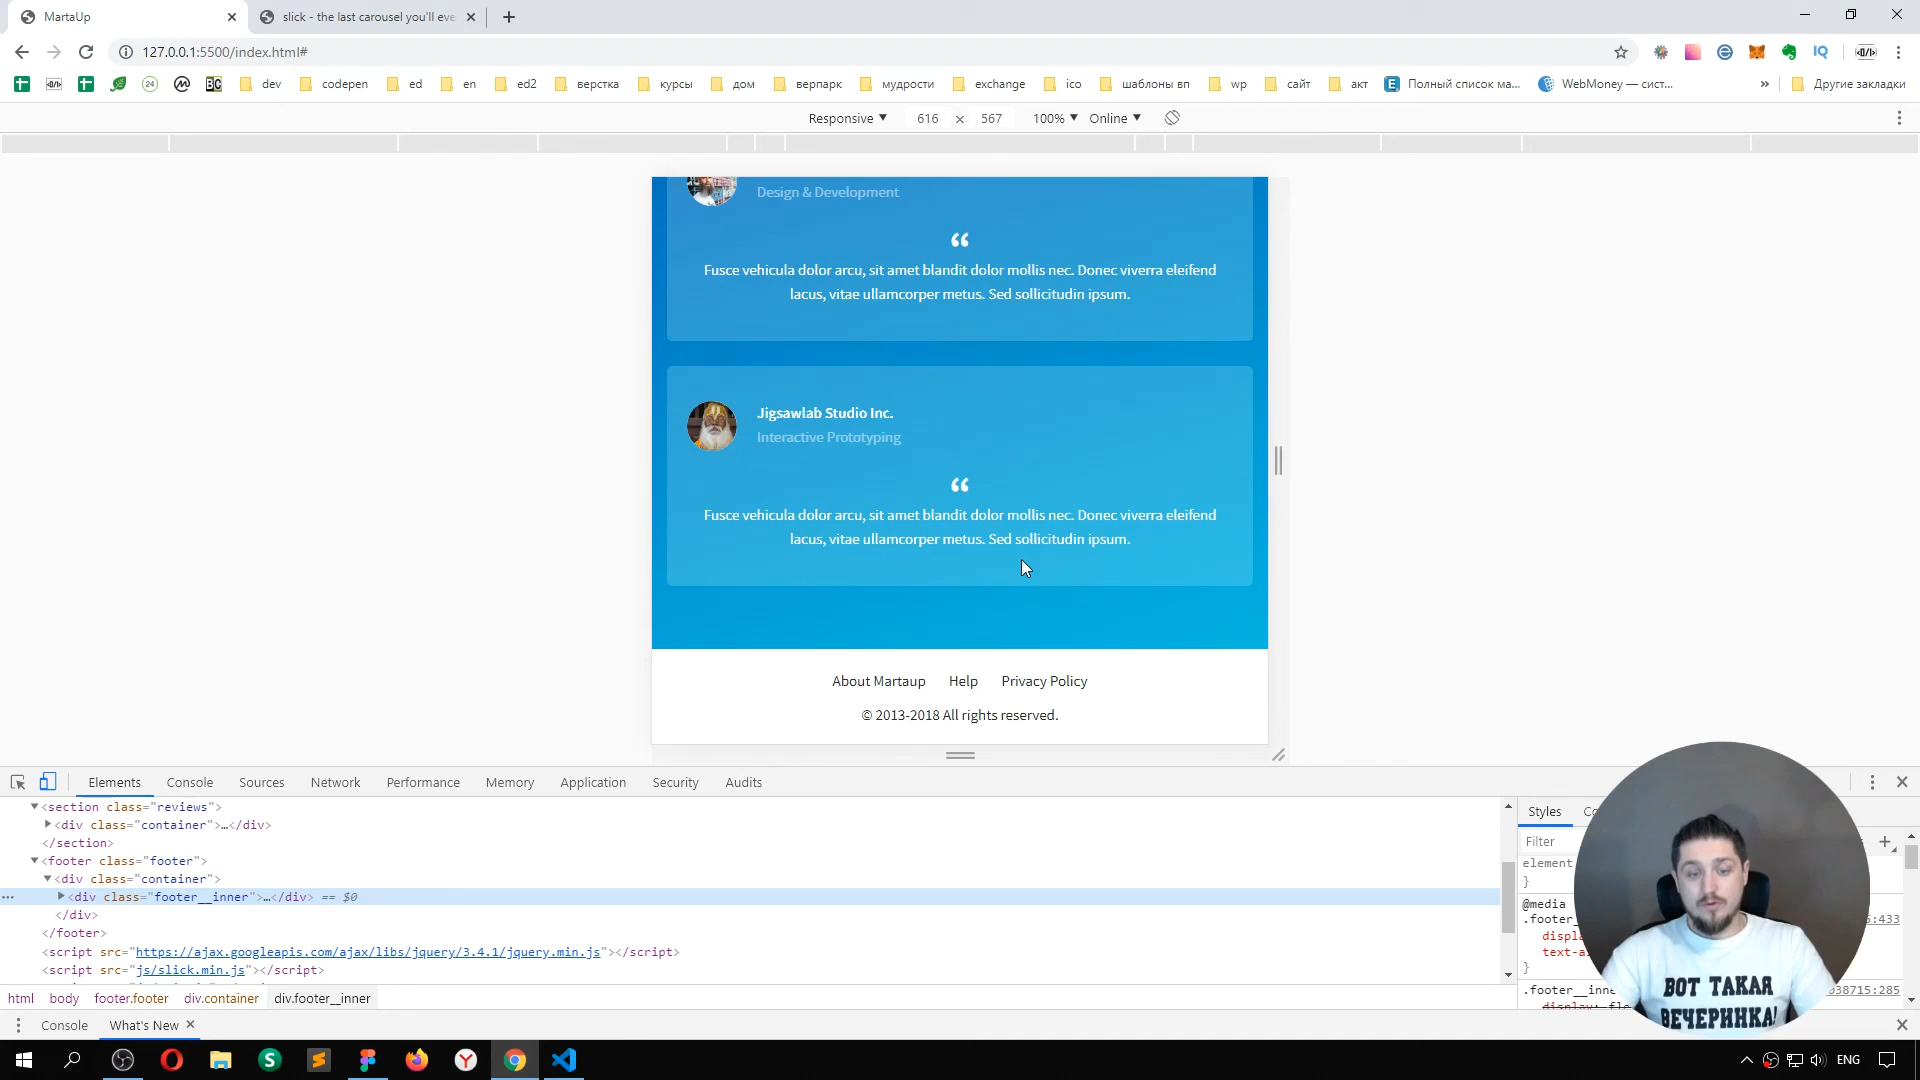 MartaUp
slick - the last carousel you'll eve
127.0.0.1:5500/index.html#
dev
codepen
ed
en
ed2
верстка
курсы
дом
верпарк
мудрости
exchange
ico
шаблоны вп
wp
сайт
акт
Полный список ма...
WebMoney — сист...
»
Другие закладки
Responsive
616 × 567
100%
Online
Design & Development
“
Fusce vehicula dolor arcu, sit amet blandit dolor mollis nec. Donec viverra eleifend
lacus, vitae ullamcorper metus. Sed sollicitudin ipsum.
Jigsawlab Studio Inc.
Interactive Prototyping
“
Fusce vehicula dolor arcu, sit amet blandit dolor mollis nec. Donec viverra eleifend
lacus, vitae ullamcorper metus. Sed sollicitudin ipsum.
About Martaup Help Privacy Policy
© 2013-2018 All rights reserved.
Elements Console Sources Network Performance Memory Application Security Audits
<section class="reviews">
<div class="container">…</div>
</section>
<footer class="footer">
<div class="container">
<div class="footer__inner">…</div> == $0
</div>
</footer>
<script src="https://ajax.googleapis.com/ajax/libs/jquery/3.4.1/jquery.min.js"></script>
<script src="js/slick.min.js"></script>
html body footer.footer div.container div.footer__inner
Styles
Filter
element
}
@media
.footer
:433
displa
text-a
}
.footer__inne
038715:285
display: fle
ВОТ ТАКАЯ
ВЕЧЕРИНКА!
Console What's New
ENG